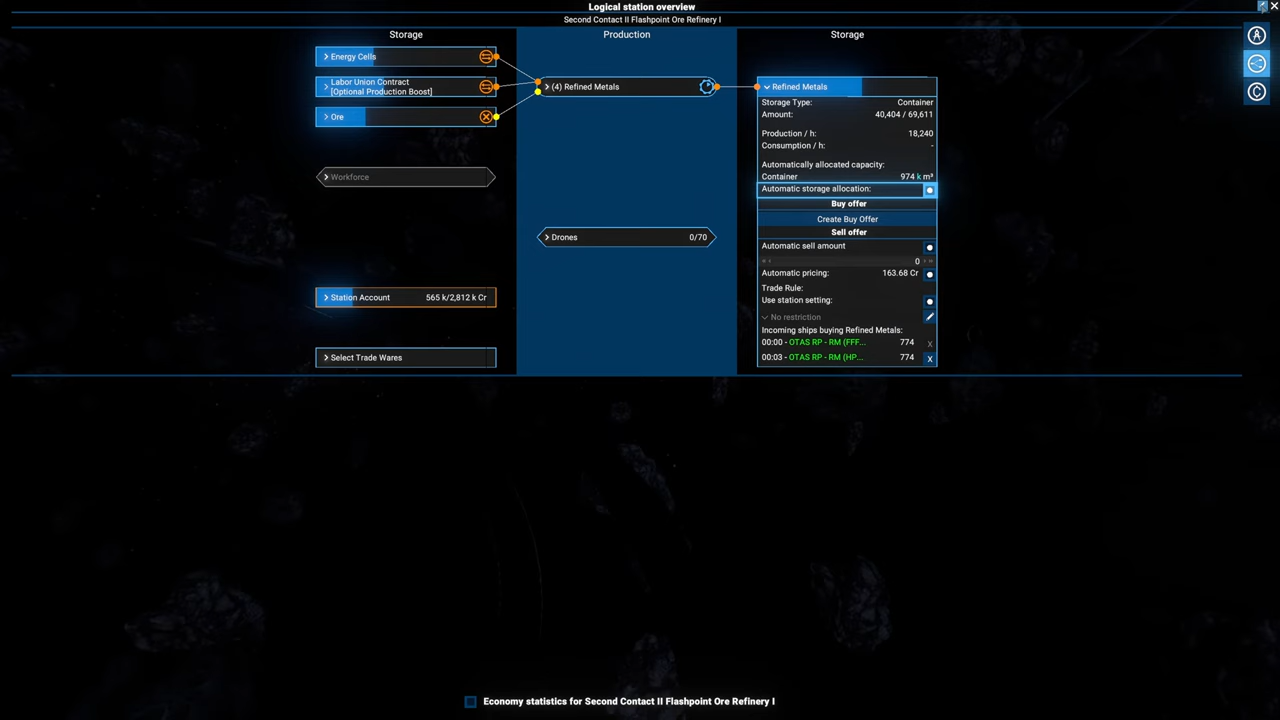 Logical station overview
Second Contact II Flashpoint Ore Refinery I
Storage
Production
Storage
Energy Cells
Labor Union Contract
[Optional Production Boost]
Ore
Workforce
Station Account 565 k/2,812 k Cr
Select Trade Wares
(4) Refined Metals
Drones 0/70
Refined Metals
Storage Type: Container
Amount: 40,404 / 69,611
Production / h: 18,240
Consumption / h: -
Automatically allocated capacity:
Container 974 k m³
Automatic storage allocation:
Buy offer
Create Buy Offer
Sell offer
Automatic sell amount
0
Automatic pricing: 163.68 Cr
Trade Rule:
Use station setting:
No restriction
Incoming ships buying Refined Metals:
00:00 - OTAS RP - RM (FFF... 774 x
00:03 - OTAS RP - RM (HP... 774 x
Economy statistics for Second Contact II Flashpoint Ore Refinery I